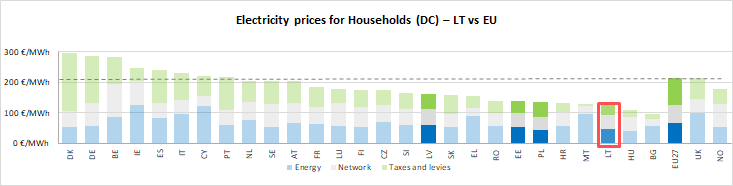 Electricity prices for Households (DC) – LT vs EU
300 €/MWh
200 €/MWh
100 €/MWh
0 €/MWh
DK DE BE IE ES IT CY PT NL SE AT FR LU FI CZ SI LV SK EL RO EE PL HR MT LT HU BG EU27 UK NO
Energy Network Taxes and levies